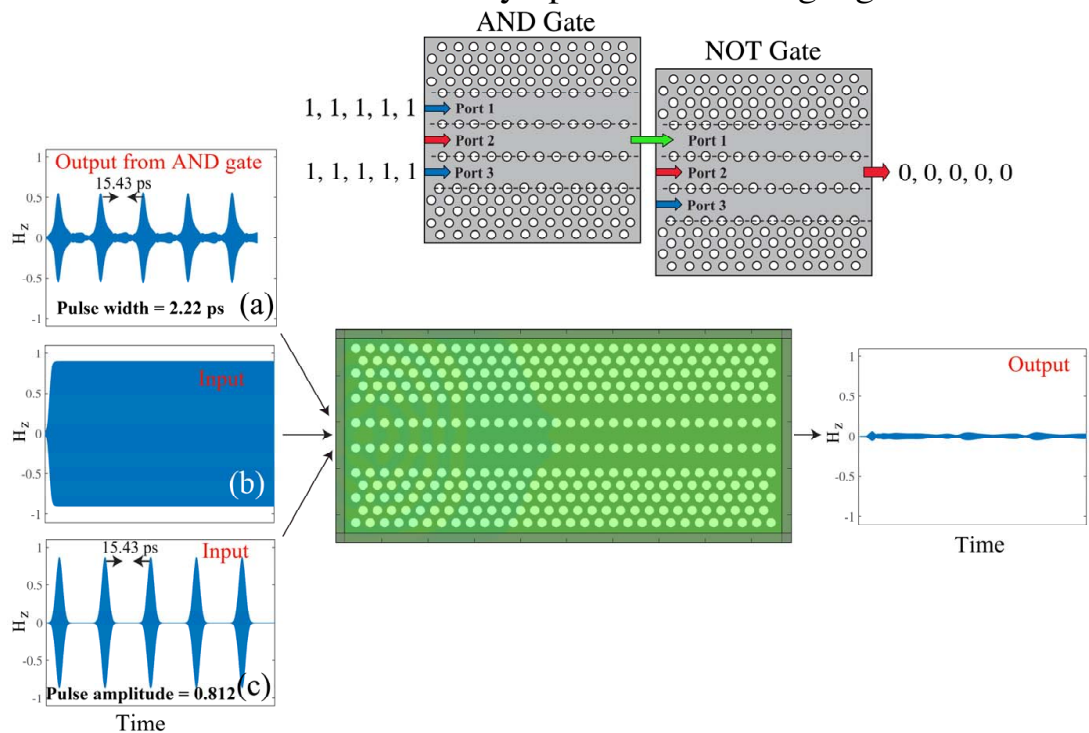 AND Gate
NOT Gate
1, 1, 1, 1, 1
Port 1
Port 2
1, 1, 1, 1, 1
Port 3
Port 1
Port 2
0, 0, 0, 0, 0
Port 3
Output from AND gate
15.43 ps
1
0.5
0
-0.5
-1
Hz
Pulse width = 2.22 ps
(a)
1
0.5
0
-0.5
-1
Hz
Input
(b)
15.43 ps
Input
1
0.5
0
-0.5
-1
Hz
Pulse amplitude = 0.812
(c)
Time
Output
1
0.5
0
-0.5
-1
Hz
Time